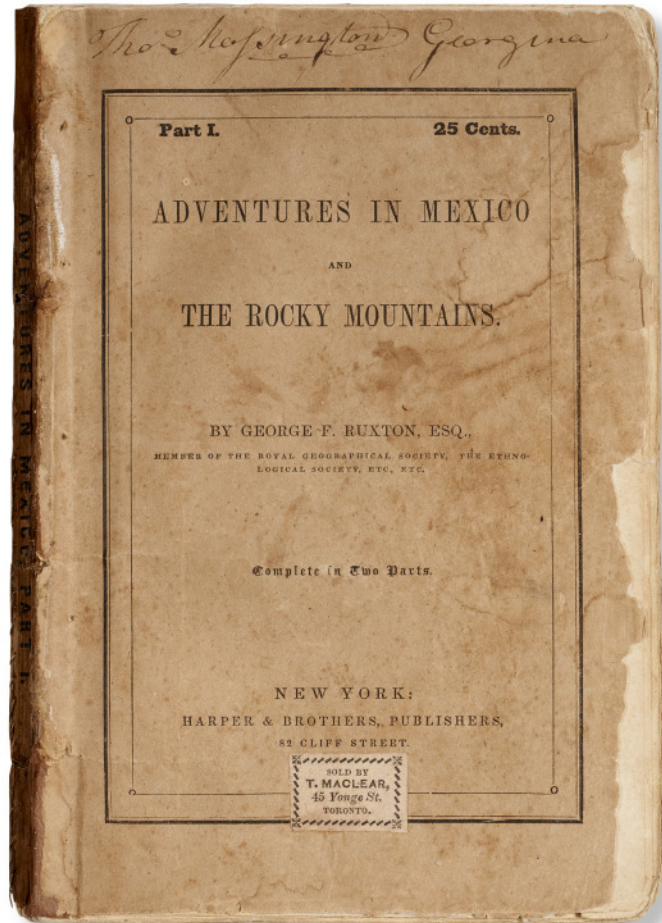 Thos Massington Georgina
Part I. 25 Cents.
ADVENTURES IN MEXICO
AND
THE ROCKY MOUNTAINS.
BY GEORGE F. RUXTON, ESQ.,
MEMBER OF THE ROYAL GEOGRAPHICAL SOCIETY, THE ETHNO-
LOGICAL SOCIETY, ETC, ETC.
Complete in Two Parts.
NEW YORK:
HARPER & BROTHERS, PUBLISHERS,
82 CLIFF STREET.
SOLD BY
T. MACLEAR,
45 Yonge St.
TORONTO.
ADVENTURES IN MEXICO, PART I.